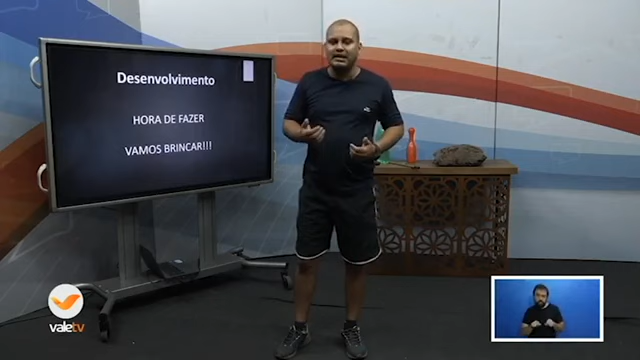 Desenvolvimento
HORA DE FAZER
VAMOS BRINCAR!!!
valetv